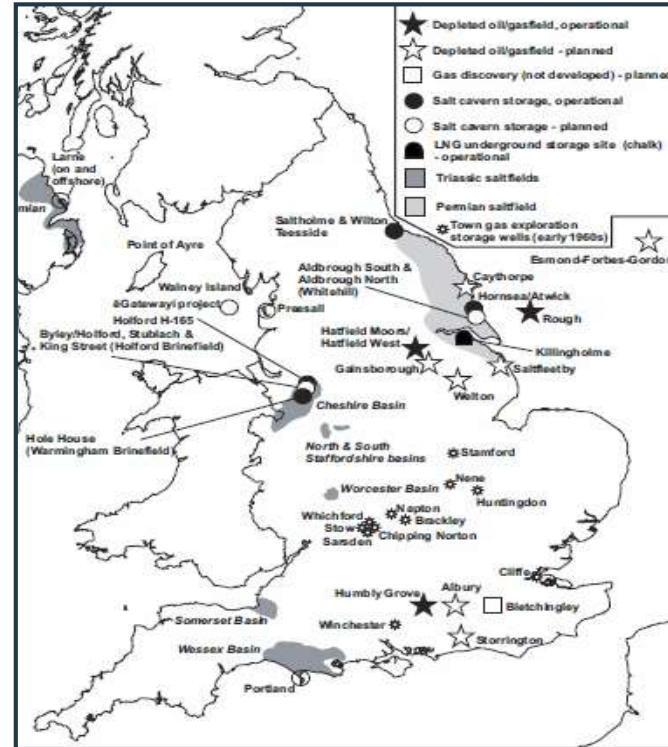 Depleted oil/gasfield, operational
Depleted oil/gasfield - planned
Gas discovery (not developed) - planned
Salt cavern storage, operational
Salt cavern storage - planned
LNG underground storage site (chalk)
- operational
Triassic saltfields
Permian saltfield
Town gas exploration
storage wells (early 1960s)
Esmond-Forbes-Gordon
Larne
(on and
offshore)
mian
Saltholme & Wilton
Teesside
Point of Ayre
Aldbrough South &
Aldbrough North
(Whitehill)
Caythorpe
Hornsea/Atwick
Walney Island
ëGatewayí project
Preesall
Rough
Holford H-165
Byley/Holford, Stublach &
King Street (Holford Brinefield)
Hatfield Moors/
Hatfield West
Killingholme
Gainsborough
Saltfleetby
Welton
Cheshire Basin
Hole House
(Warmingham Brinefield)
North & South
Staffordshire basins
Stamford
Worcester Basin
Nene
Huntingdon
Napton
Whichford
Brackley
Stow
Chipping Norton
Sarsden
Cliffe
Humbly Grove
Albury
Bletchingley
Somerset Basin
Winchester
Storrington
Wessex Basin
Portland